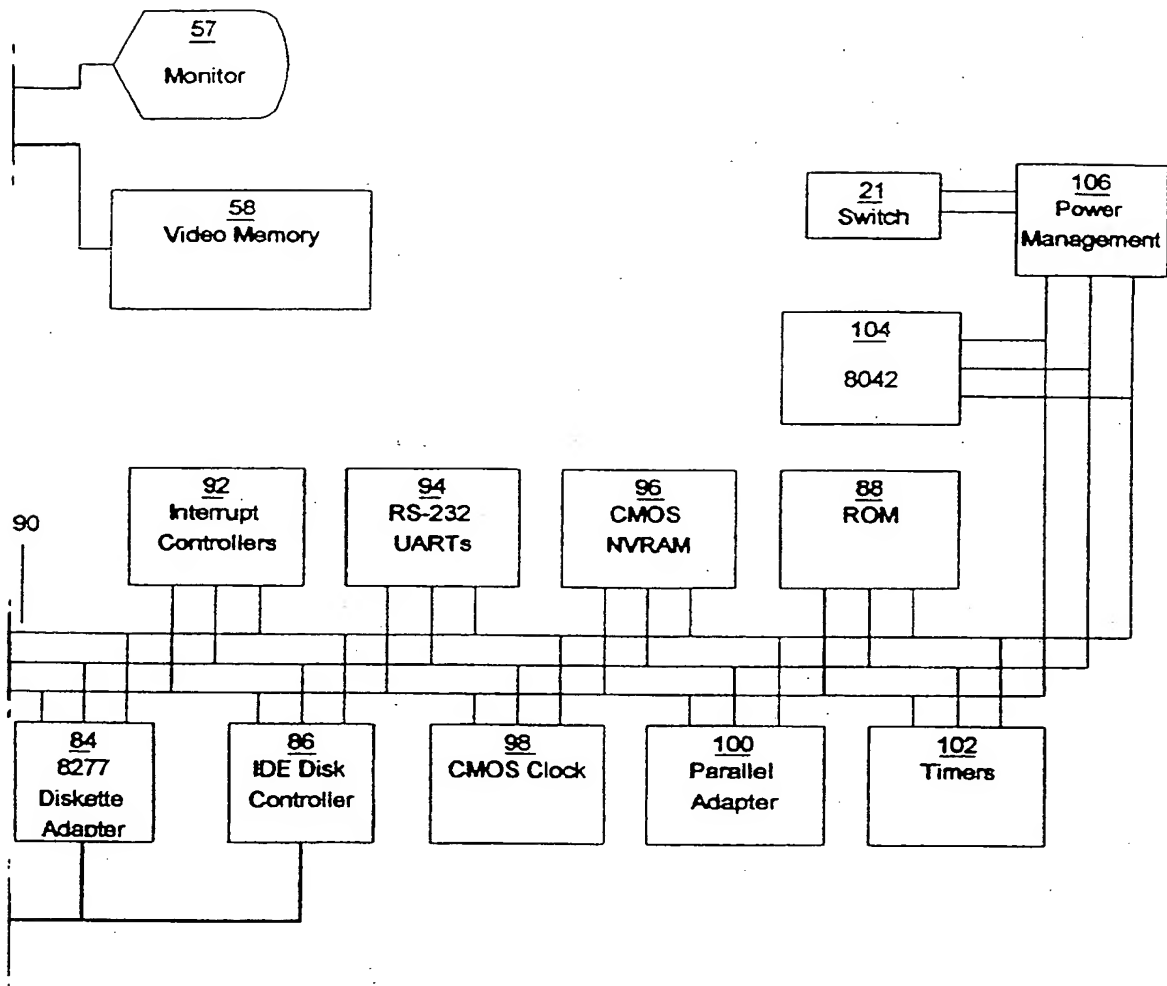 57
Monitor
58
Video Memory
21
Switch
106
Power
Management
104
8042
90
92
Interrupt
Controllers
94
RS-232
UARTs
96
CMOS
NVRAM
88
ROM
84
8277
Diskette
Adapter
86
IDE Disk
Controller
98
CMOS Clock
100
Parallel
Adapter
102
Timers